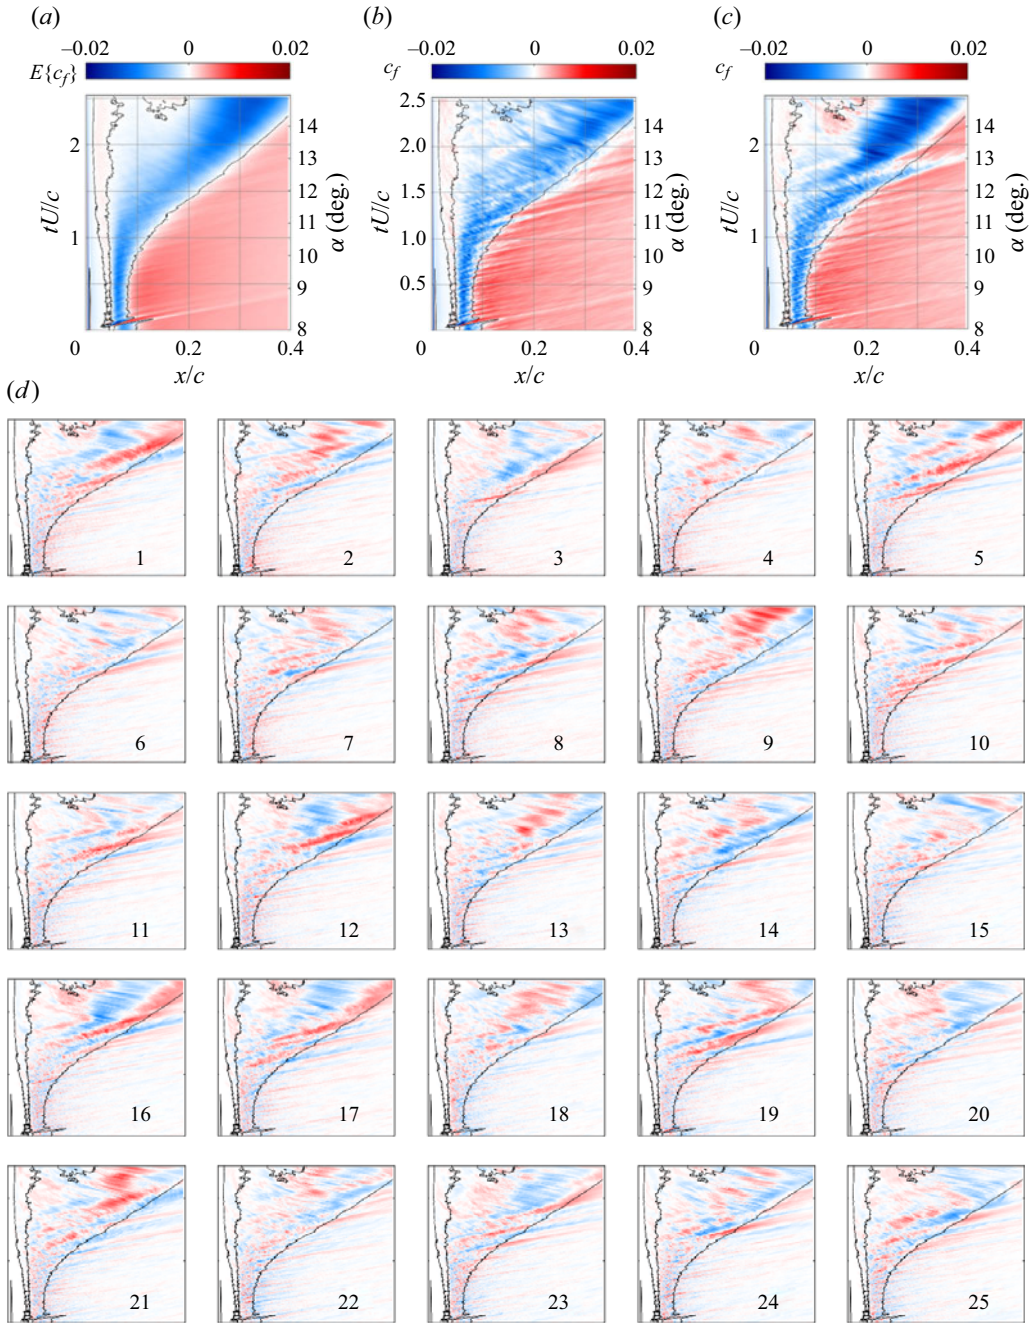 (a)
(b)
(c)
−0.02 0 0.02
−0.02 0 0.02
−0.02 0 0.02
E{c_f}
c_f
c_f
2
1
tU/c
14
13
12
11
10
9
8
α (deg.)
0 0.2 0.4
x/c
2.5
2.0
1.5
1.0
0.5
tU/c
14
13
12
11
10
9
8
α (deg.)
0 0.2 0.4
x/c
2
1
tU/c
14
13
12
11
10
9
8
α (deg.)
0 0.2 0.4
x/c
(d)
1 2 3 4 5
6 7 8 9 10
11 12 13 14 15
16 17 18 19 20
21 22 23 24 25